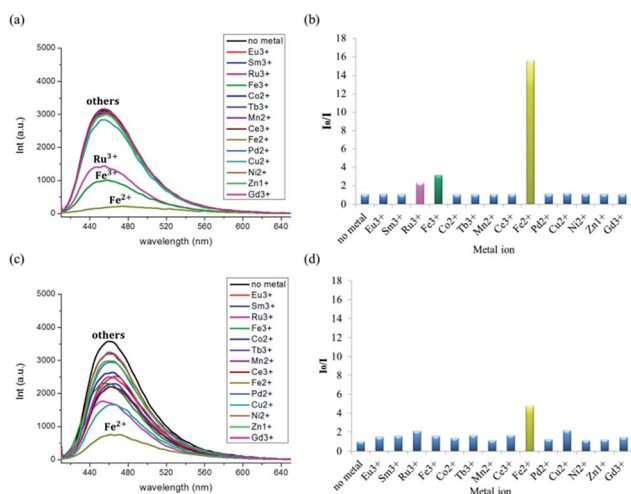 (a)
5000
4000
3000
2000
1000
0
Int (a.u.)
others
Ru³⁺
Fe³⁺
Fe²⁺
440 480 520 560 600 640
wavelength (nm)
no metal
Eu3+
Sm3+
Ru3+
Fe3+
Co2+
Tb3+
Mn2+
Ce3+
Fe2+
Pd2+
Cu2+
Ni2+
Zn1+
Gd3+
(b)
18
16
14
12
10
8
6
4
2
0
I₀/I
no metal Eu3+ Sm3+ Ru3+ Fe3+ Co2+ Tb3+ Mn2+ Ce3+ Fe2+ Pd2+ Cu2+ Ni2+ Zn1+ Gd3+
Metal ion
(c)
5000
4000
3000
2000
1000
0
Int (a.u.)
others
Fe²⁺
440 480 520 560 600 640
wavelength (nm)
no metal
Eu3+
Sm3+
Ru3+
Fe3+
Co2+
Tb3+
Mn2+
Ce3+
Fe2+
Pd2+
Cu2+
Ni2+
Zn1+
Gd3+
(d)
18
16
14
12
10
8
6
4
2
0
I₀/I
no metal Eu3+ Sm3+ Ru3+ Fe3+ Co2+ Tb3+ Mn2+ Ce3+ Fe2+ Pd2+ Cu2+ Ni2+ Zn1+ Gd3+
Metal ion